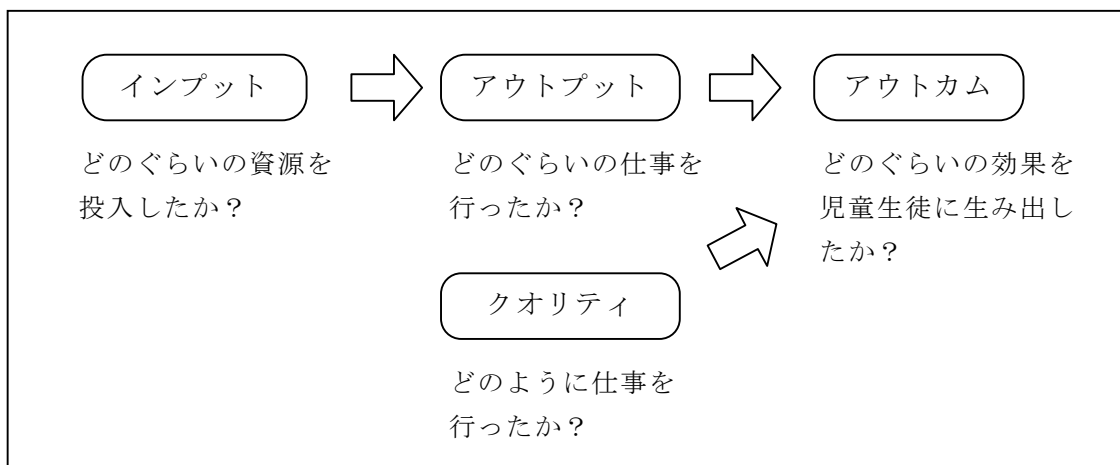 インプット
アウトプット
アウトカム
どのぐらいの資源を
投入したか？
どのぐらいの仕事を
行ったか？
どのぐらいの効果を
児童生徒に生み出し
たか？
クオリティ
どのように仕事を
行ったか？